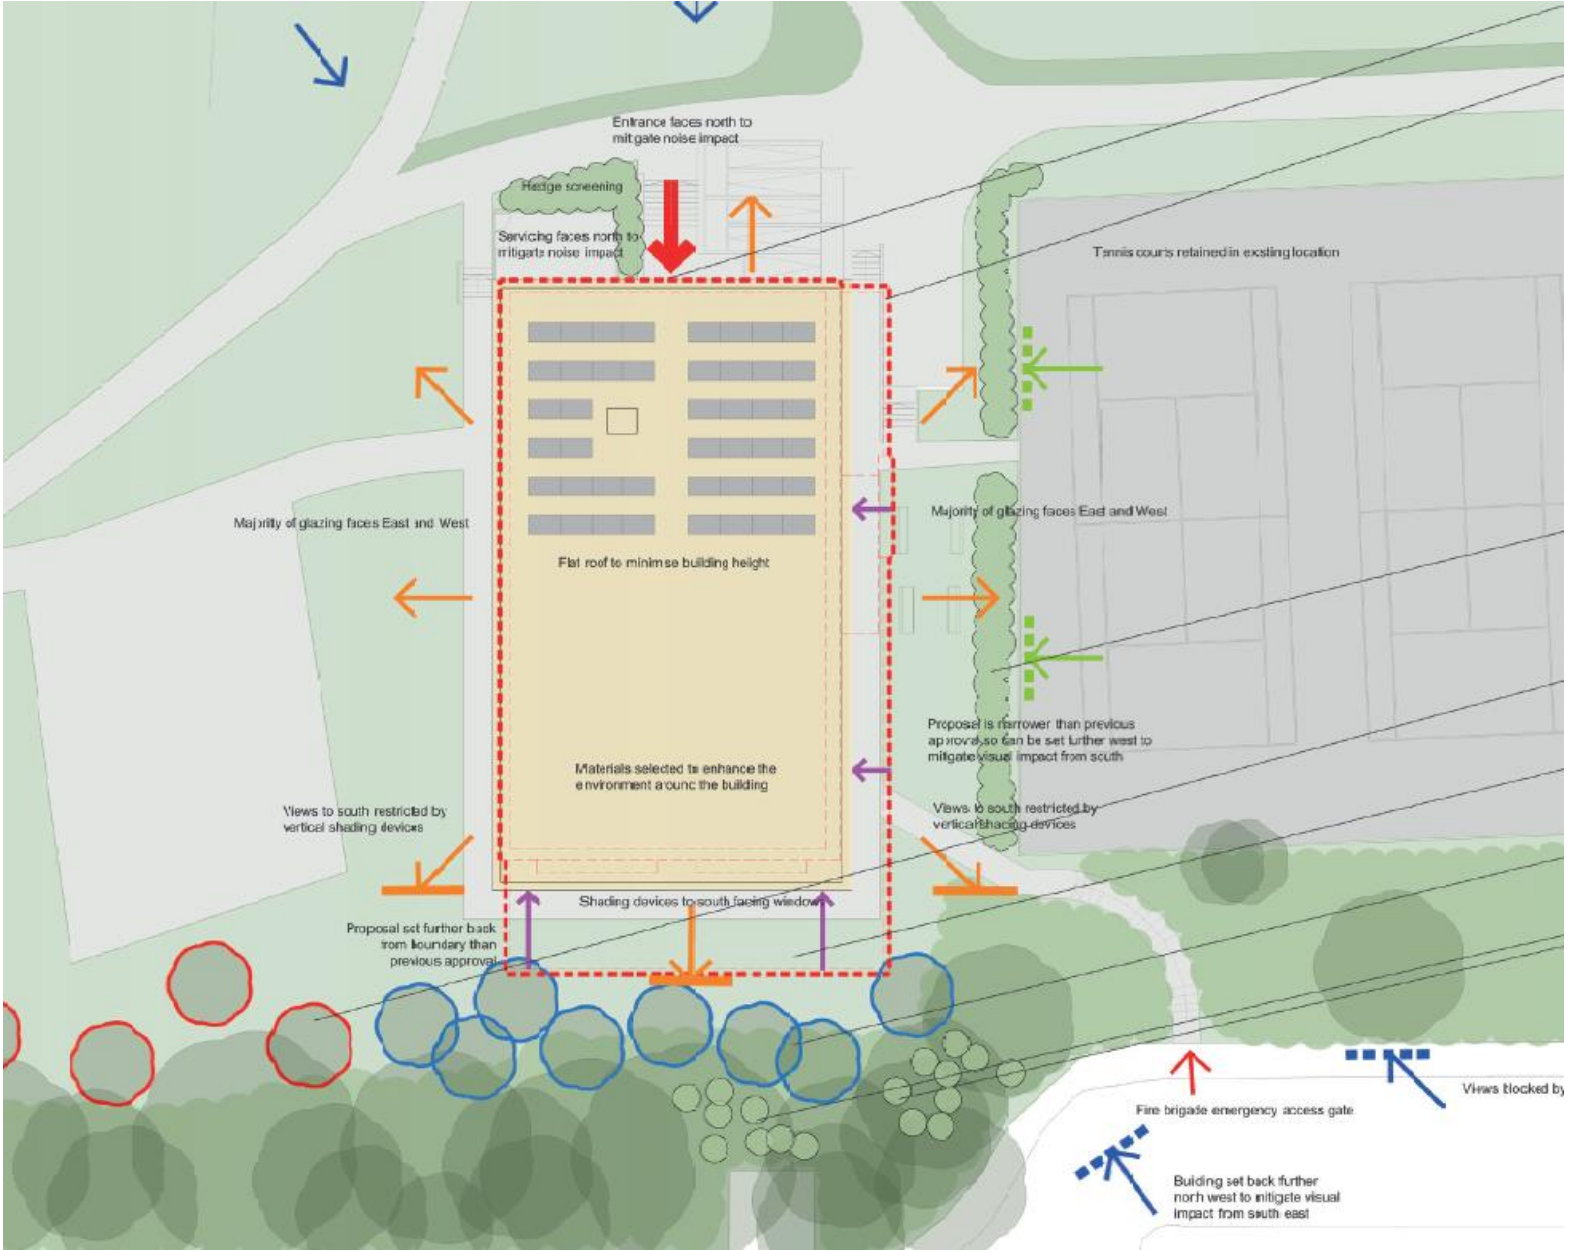 Entrance faces north to
mitigate noise impact
Hedge screening
Servicing faces north to
mitigate noise impact
Tennis courts retained in existing location
Majority of glazing faces East and West
Majority of glazing faces East and West
Flat roof to minimise building height
Proposal is narrower than previous
approval so can be set further west to
mitigate visual impact from south
Materials selected to enhance the
environment around the building
Views to south restricted by
vertical shading devices
Views to south restricted by
vertical shading devices
Shading devices to south facing windows
Proposal set further back
from boundary than
previous approval
Views blocked by
Fire brigade emergency access gate
Building set back further
north west to mitigate visual
impact from south east